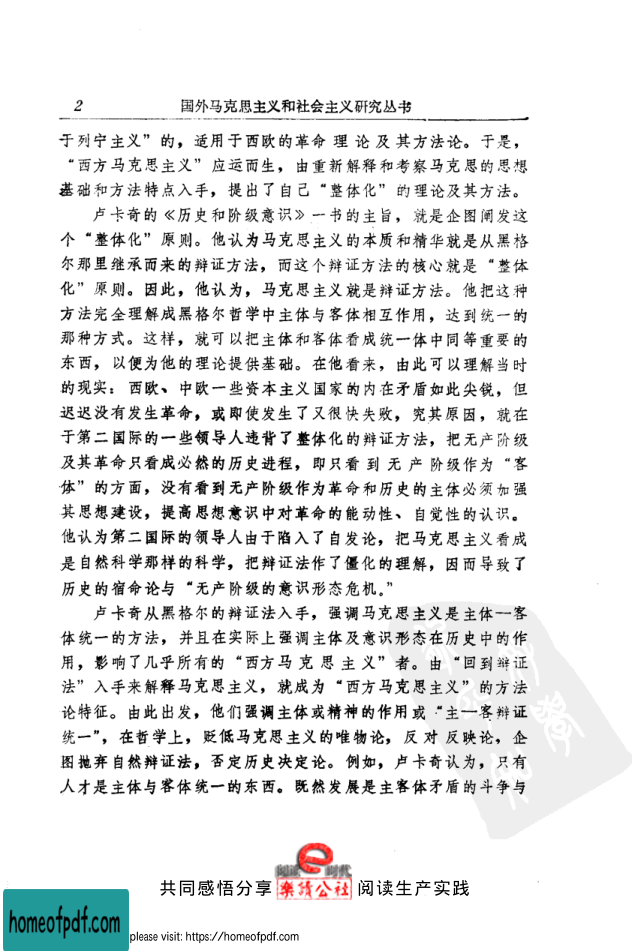 2 国外马克思主义和社会主义研究丛书
于列宁主义”的，适用于西欧的革命理论及其方法论。于是，
“西方马克思主义”应运而生，由重新解释和考察马克思的思想
基础和方法特点入手，提出了自己“整体化”的理论及其方法。
卢卡奇的《历史和阶级意识》一书的主旨，就是企图阐发这
个“整体化”原则。他认为马克思主义的本质和精华就是从黑格
尔那里继承而来的辩证方法，而这个辩证方法的核心就是“整体
化”原则。因此，他认为，马克思主义就是辩证方法。他把这种
方法完全理解成黑格尔哲学中主体与客体相互作用，达到统一的
那种方式。这样，就可以把主体和客体看成统一体中同等重要的
东西，以便为他的理论提供基础。在他看来，由此可以理解当时
的现实：西欧、中欧一些资本主义国家的内在矛盾如此尖锐，但
迟迟没有发生革命，或即使发生了又很快失败，究其原因，就在
于第二国际的一些领导人违背了整体化的辩证方法，把无产阶级
及其革命只看成必然的历史进程，即只看到无产阶级作为“客
体”的方面，没有看到无产阶级作为革命和历史的主体必须加强
其思想建设，提高思想意识中对革命的能动性、自觉性的认识。
他认为第二国际的领导人由于陷入了自发论，把马克思主义看成
是自然科学那样的科学，把辩证法作了僵化的理解，因而导致了
历史的宿命论与“无产阶级的意识形态危机。”
卢卡奇从黑格尔的辩证法入手，强调马克思主义是主体—客
体统一的方法，并且在实际上强调主体及意识形态在历史中的作
用，影响了几乎所有的“西方马克思主义”者。由“回到辩证
法”入手来解释马克思主义，就成为“西方马克思主义”的方法
论特征。由此出发，他们强调主体或精神的作用或“主—客辩证
统一”，在哲学上，贬低马克思主义的唯物论，反对反映论，企
图抛弃自然辩证法，否定历史决定论。例如，卢卡奇认为，只有
人才是主体与客体统一的东西。既然发展是主客体矛盾的斗争与
阅读 e 时代
共同感悟分享 乐读公社 阅读生产实践
homeofpdf.com
please visit: https://homeofpdf.com